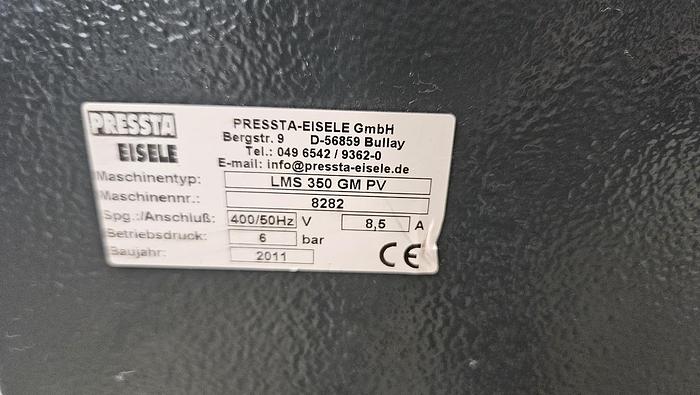 PRESSTA
EISELE
PRESSTA-EISELE GmbH
Bergstr. 9 D-56859 Bullay
Tel.: 049 6542 / 9362-0
E-mail: info@pressta-eisele.de
Maschinentyp: LMS 350 GM PV
Maschinennr.: 8282
Spg.:/Anschluß: 400/50Hz V 8,5 A
Betriebsdruck: 6 bar
Baujahr: 2011
CE